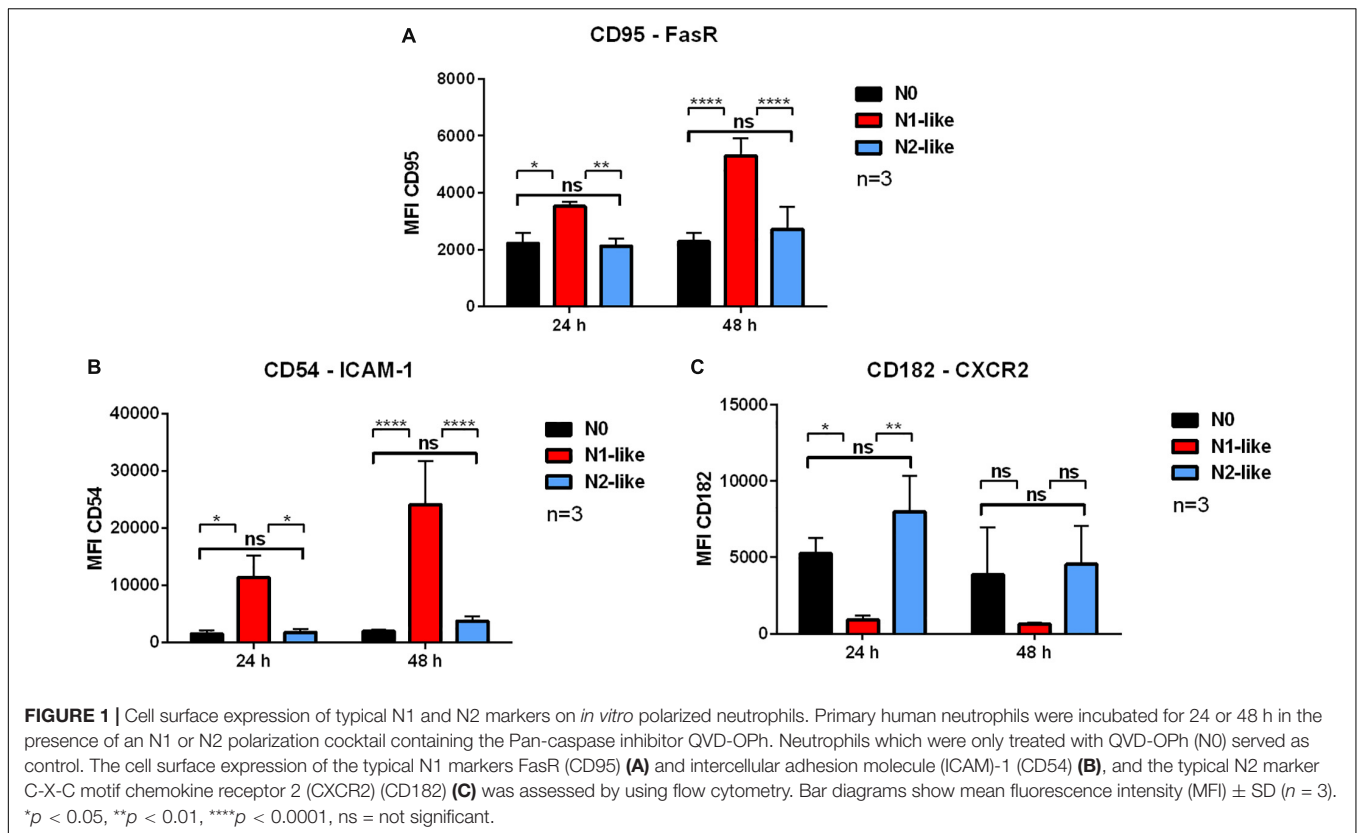 A
CD95 - FasR
8000
6000
4000
2000
0
MFI CD95
* ** ns
**** **** ns
24 h 48 h
N0
N1-like
N2-like
n=3
B
CD54 - ICAM-1
40000
30000
20000
10000
0
MFI CD54
* * ns
**** **** ns
24 h 48 h
N0
N1-like
N2-like
n=3
C
CD182 - CXCR2
15000
10000
5000
0
MFI CD182
* ** ns
ns ns ns
24 h 48 h
N0
N1-like
N2-like
n=3
FIGURE 1 | Cell surface expression of typical N1 and N2 markers on in vitro polarized neutrophils. Primary human neutrophils were incubated for 24 or 48 h in the
presence of an N1 or N2 polarization cocktail containing the Pan-caspase inhibitor QVD-OPh. Neutrophils which were only treated with QVD-OPh (N0) served as
control. The cell surface expression of the typical N1 markers FasR (CD95) (A) and intercellular adhesion molecule (ICAM)-1 (CD54) (B), and the typical N2 marker
C-X-C motif chemokine receptor 2 (CXCR2) (CD182) (C) was assessed by using flow cytometry. Bar diagrams show mean fluorescence intensity (MFI) ± SD (n = 3).
*p < 0.05, **p < 0.01, ****p < 0.0001, ns = not significant.